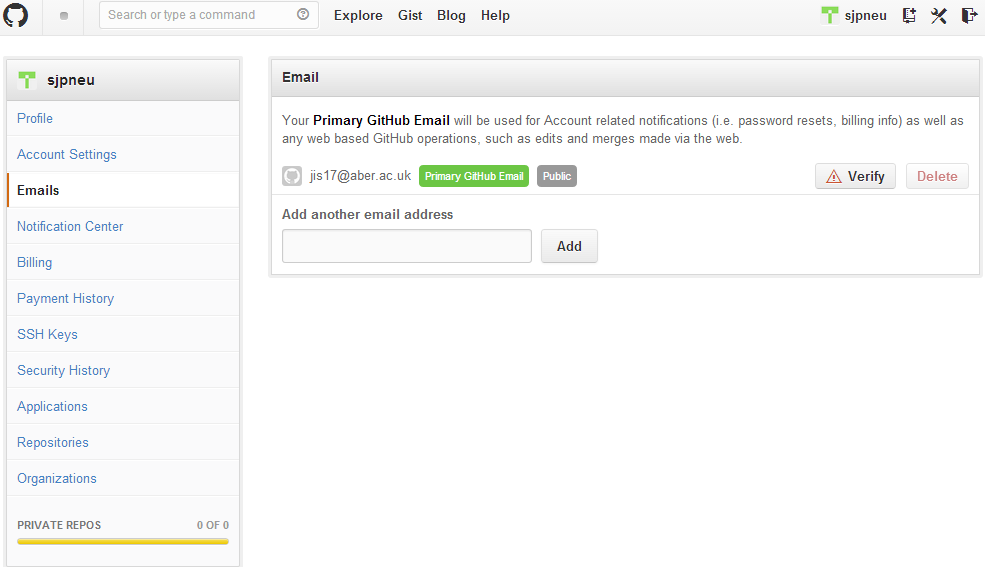 Search or type a command
Explore Gist Blog Help
sjpneu
sjpneu
Profile
Account Settings
Emails
Notification Center
Billing
Payment History
SSH Keys
Security History
Applications
Repositories
Organizations
PRIVATE REPOS 0 OF 0
Email
Your Primary GitHub Email will be used for Account related notifications (i.e. password resets, billing info) as well as
any web based GitHub operations, such as edits and merges made via the web.
jis17@aber.ac.uk Primary GitHub Email Public Verify Delete
Add another email address
Add